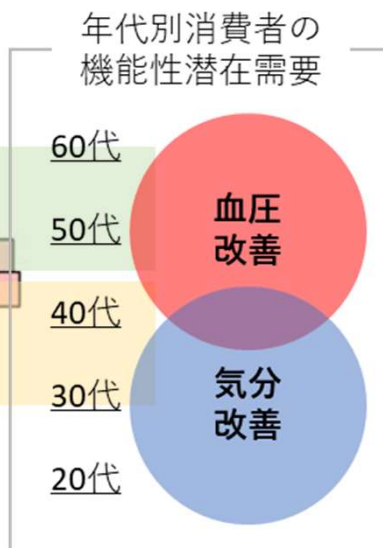 年代別消費者の
機能性潜在需要
60代
50代
40代
30代
20代
血圧
改善
気分
改善